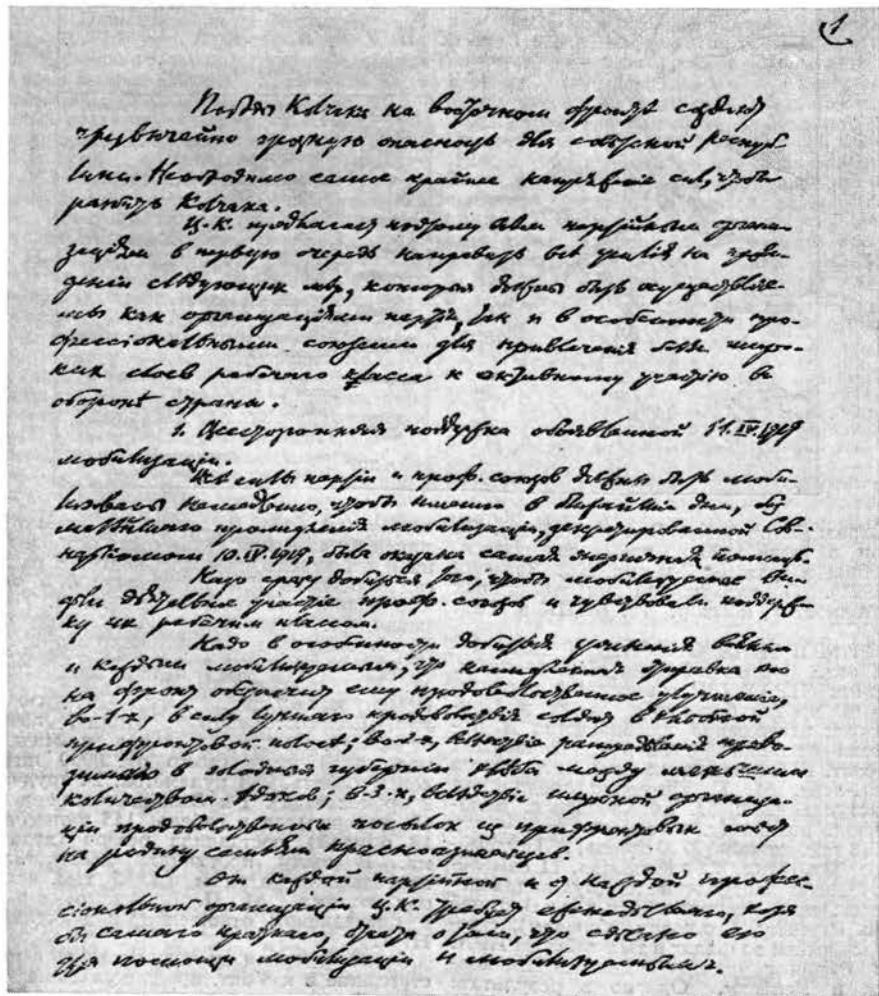 1
Победы Колчака на восточном фронте создают
чрезвычайно грозную опасность для советской респуб-
лики. Необходимо самое крайнее напряжение сил, чтобы
разбить Колчака.
Ц.К. предлагает поэтому всем партийным органи-
зациям в первую очередь направить все усилия на прове-
дение следующих мер, которые должны быть осуществляе-
мы как организациями партии, так и в особенности про-
фессиональными союзами для привлечения более широ-
ких слоев рабочего класса к активному участию в
обороне страны.
1. Всесторонняя поддержка объявленной 11.IV.1919
мобилизации.
Все силы партии и проф. союзов должны быть моби-
лизованы немедленно, чтобы именно в ближайшие дни, без
малейшего промедления мобилизации, декретированной Сов-
наркомом 10.IV.1919, была оказана самая энергичная помощь.
Надо сразу добиться того, чтобы мобилизуемые ви-
дели деятельное участие проф. союзов и чувствовали поддерж-
ку их рабочим классом.
Надо в особенности добиться уяснения всяким
и каждым мобилизуемым, что немедленная отправка его
на фронт обеспечит ему продовольственное улучшение,
во-1-х, в силу лучшего продовольствия солдат в хлебной
прифронтовой полосе; во-2-х, вследствие распределения приво-
зимого в голодные губернии хлеба между меньшим
количеством едоков; в-3-х, вследствие широкой организа-
ции продовольственных посылок из прифронтовых мест
на родину семьям красноармейцев.
От каждой партийной и от каждой профес-
сиональной организации Ц.К. требует еженедельного, хотя
бы самого краткого, отчета о том, что сделано ею
для помощи мобилизации и мобилизуемым.